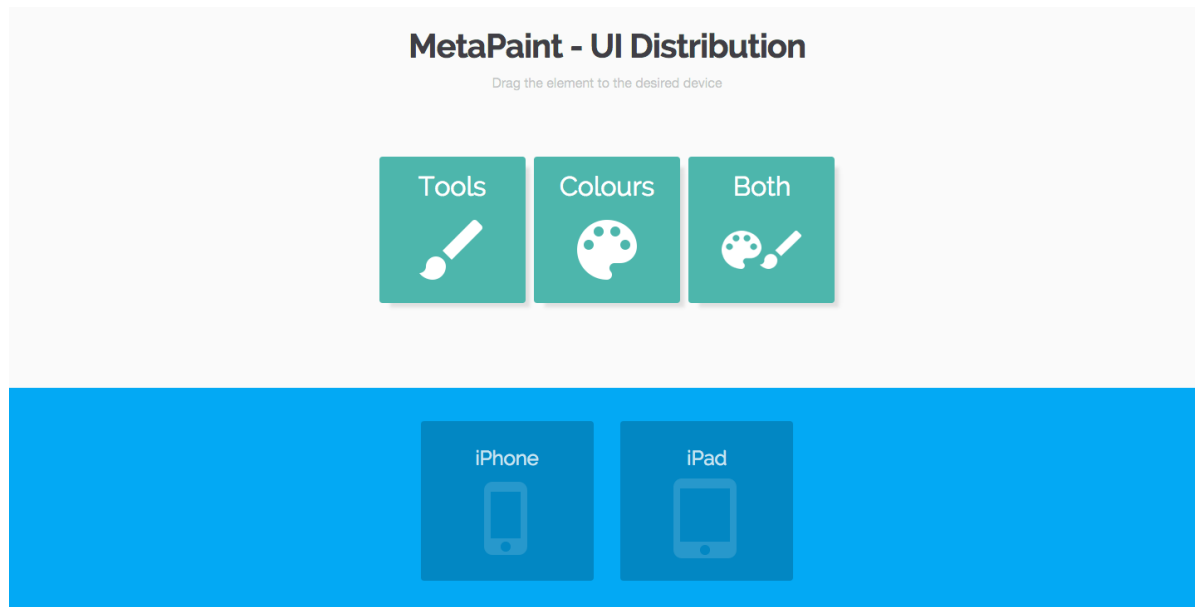 MetaPaint - UI Distribution
Drag the element to the desired device
Tools Colours Both
iPhone iPad